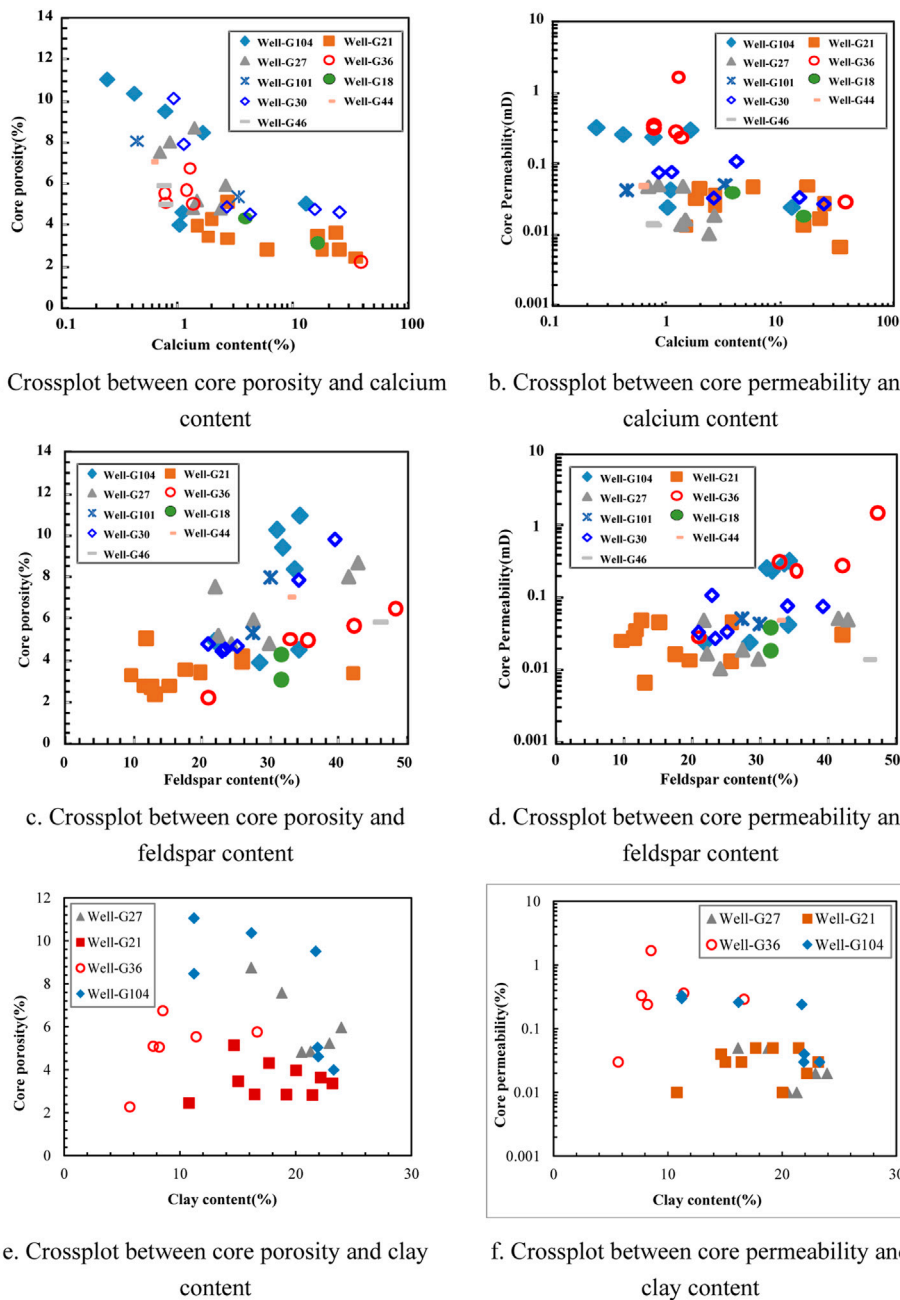 14
12
10
8
6
4
2
0
Core porosity(%)
Well-G104 Well-G21
Well-G27 Well-G36
Well-G101 Well-G18
Well-G30 Well-G44
Well-G46
0.1 1 10 100
Calcium content(%)
10
1
0.1
0.01
0.001
Core Permeability(mD)
Well-G104 Well-G21
Well-G27 Well-G36
Well-G101 Well-G18
Well-G30 Well-G44
Well-G46
0.1 1 10 100
Calcium content(%)
Crossplot between core porosity and calcium
content
b. Crossplot between core permeability an
calcium content
14
12
10
8
6
4
2
0
Core porosity(%)
Well-G104 Well-G21
Well-G27 Well-G36
Well-G101 Well-G18
Well-G30 Well-G44
Well-G46
0 10 20 30 40 50
Feldspar content(%)
10
1
0.1
0.01
0.001
Core Permeability(mD)
Well-G104 Well-G21
Well-G27 Well-G36
Well-G101 Well-G18
Well-G30 Well-G44
Well-G46
0 10 20 30 40 50
Feldspar content(%)
c. Crossplot between core porosity and
feldspar content
d. Crossplot between core permeability an
feldspar content
12
10
8
6
4
2
0
Core porosity(%)
Well-G27
Well-G21
Well-G36
Well-G104
0 10 20 30
Clay content(%)
10
1
0.1
0.01
0.001
Core permeability(%)
Well-G27 Well-G21
Well-G36 Well-G104
0 10 20 30
Clay content(%)
e. Crossplot between core porosity and clay
content
f. Crossplot between core permeability and
clay content